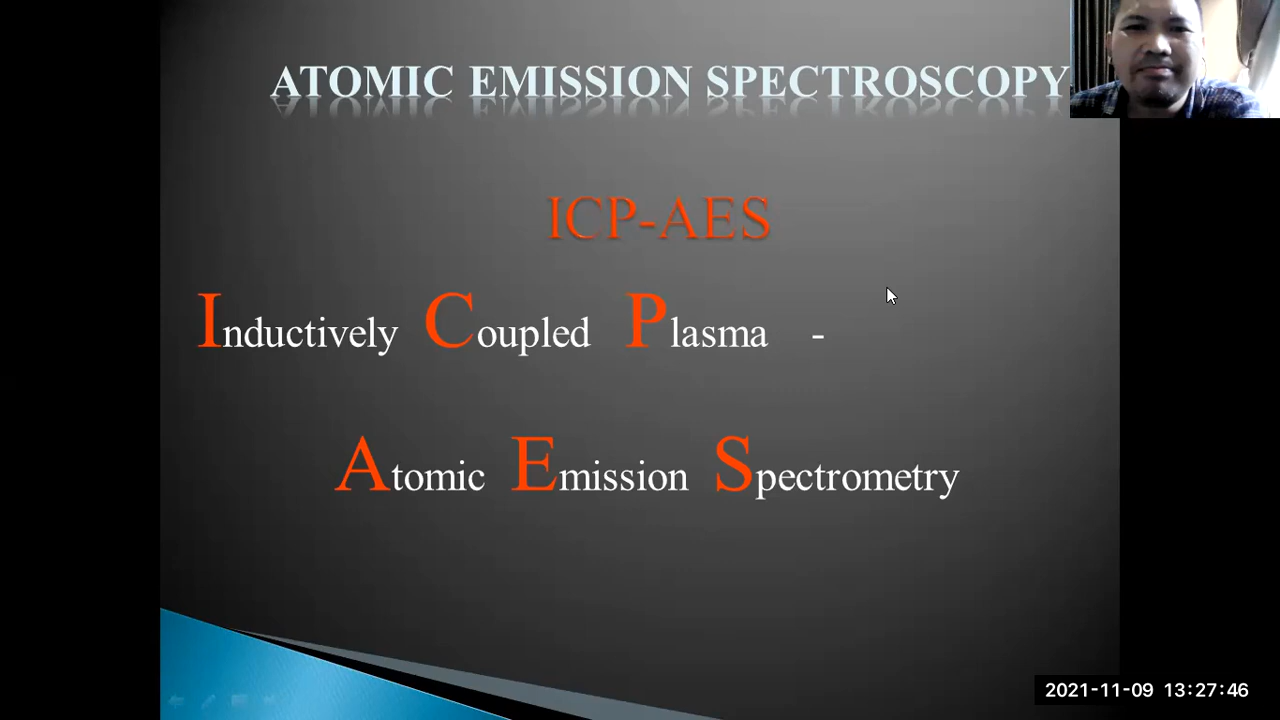 ATOMIC EMISSION SPECTROSCOPY
ICP-AES
Inductively Coupled Plasma -
Atomic Emission Spectrometry
2021-11-09 13:27:46